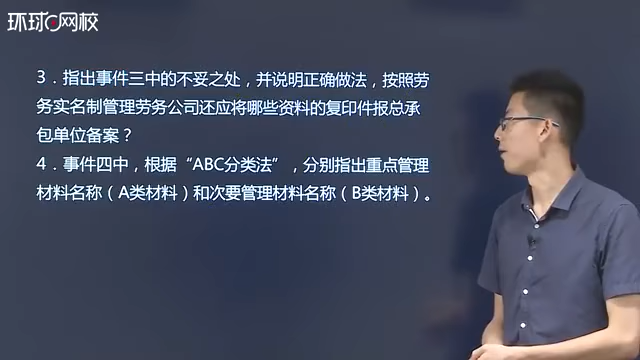 环球网校
3．指出事件三中的不妥之处，并说明正确做法，按照劳
务实名制管理劳务公司还应将哪些资料的复印件报总承
包单位备案？
4．事件四中，根据“ABC分类法”，分别指出重点管理
材料名称（A类材料）和次要管理材料名称（B类材料）。